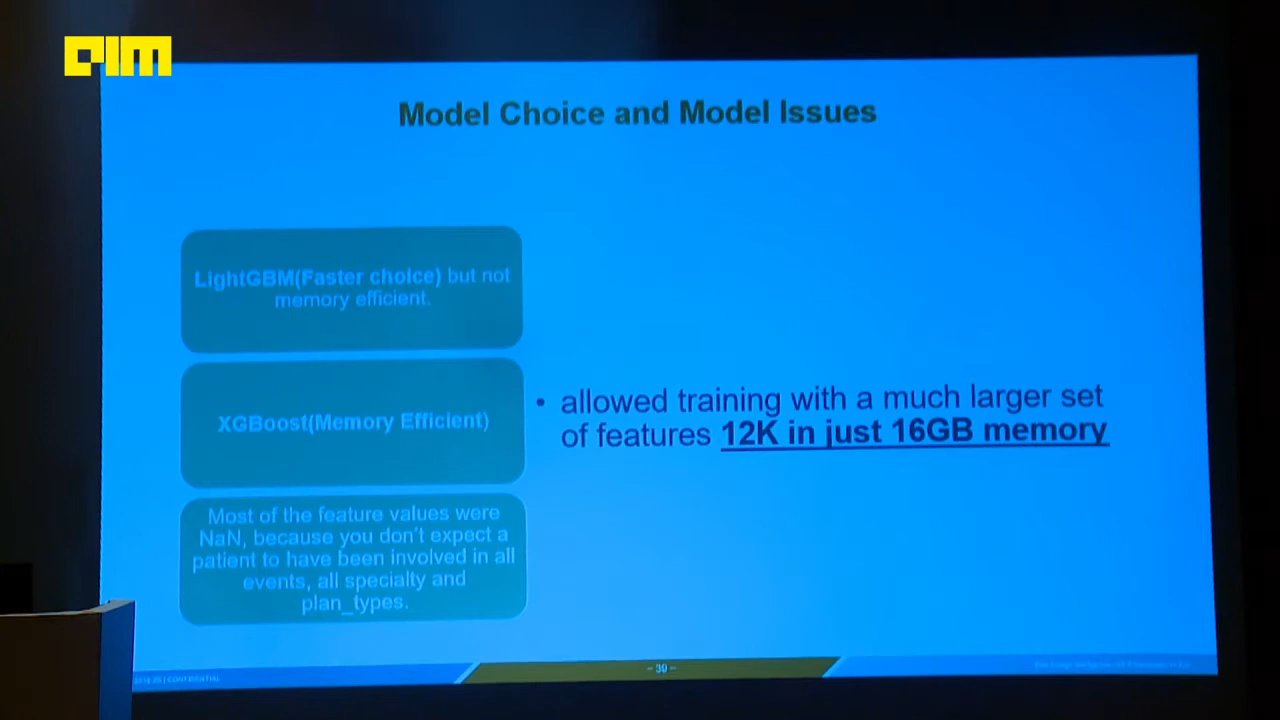 AIM
Model Choice and Model Issues
LightGBM(Faster choice) but not
memory efficient.
XGBoost(Memory Efficient)
• allowed training with a much larger set
of features 12K in just 16GB memory
Most of the feature values were
NaN, because you don't expect a
patient to have been involved in all
events, all specialty and
plan_types.
– 39 –
| CONFIDENTIAL